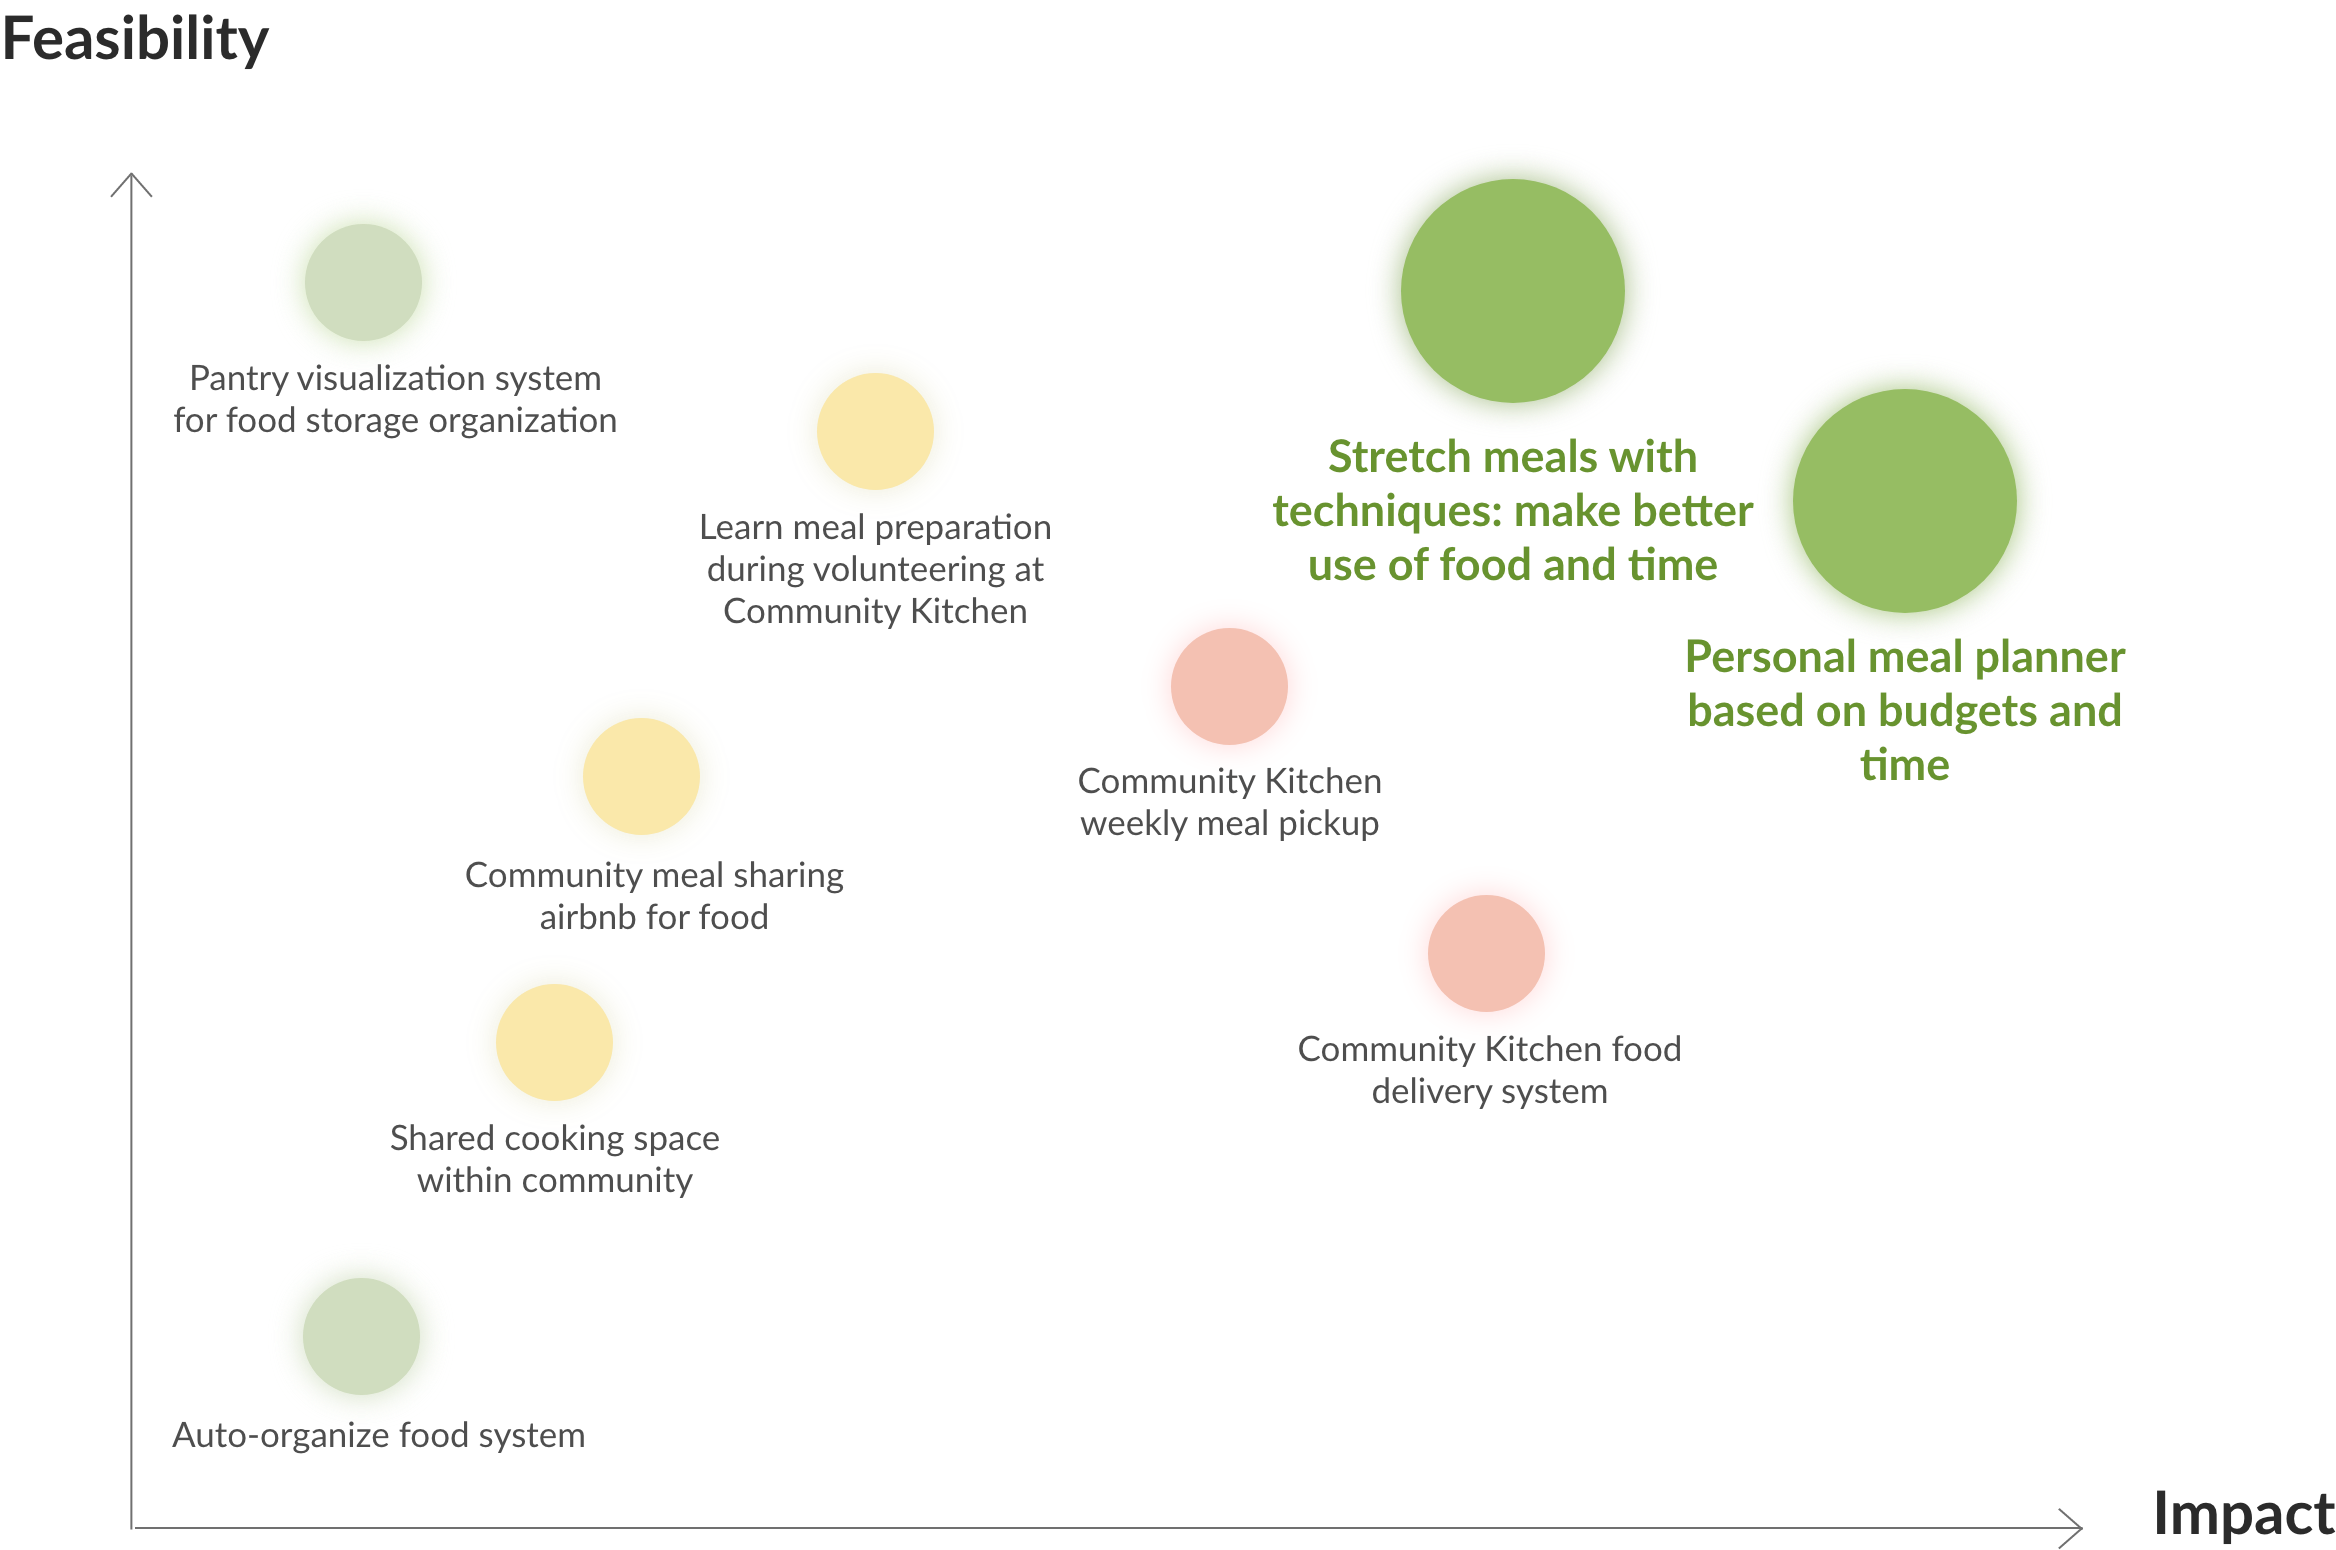 Feasibility
Pantry visualization system
for food storage organization
Learn meal preparation
during volunteering at
Community Kitchen
Stretch meals with
techniques: make better
use of food and time
Personal meal planner
based on budgets and
time
Community Kitchen
weekly meal pickup
Community meal sharing
airbnb for food
Community Kitchen food
delivery system
Shared cooking space
within community
Auto-organize food system
Impact